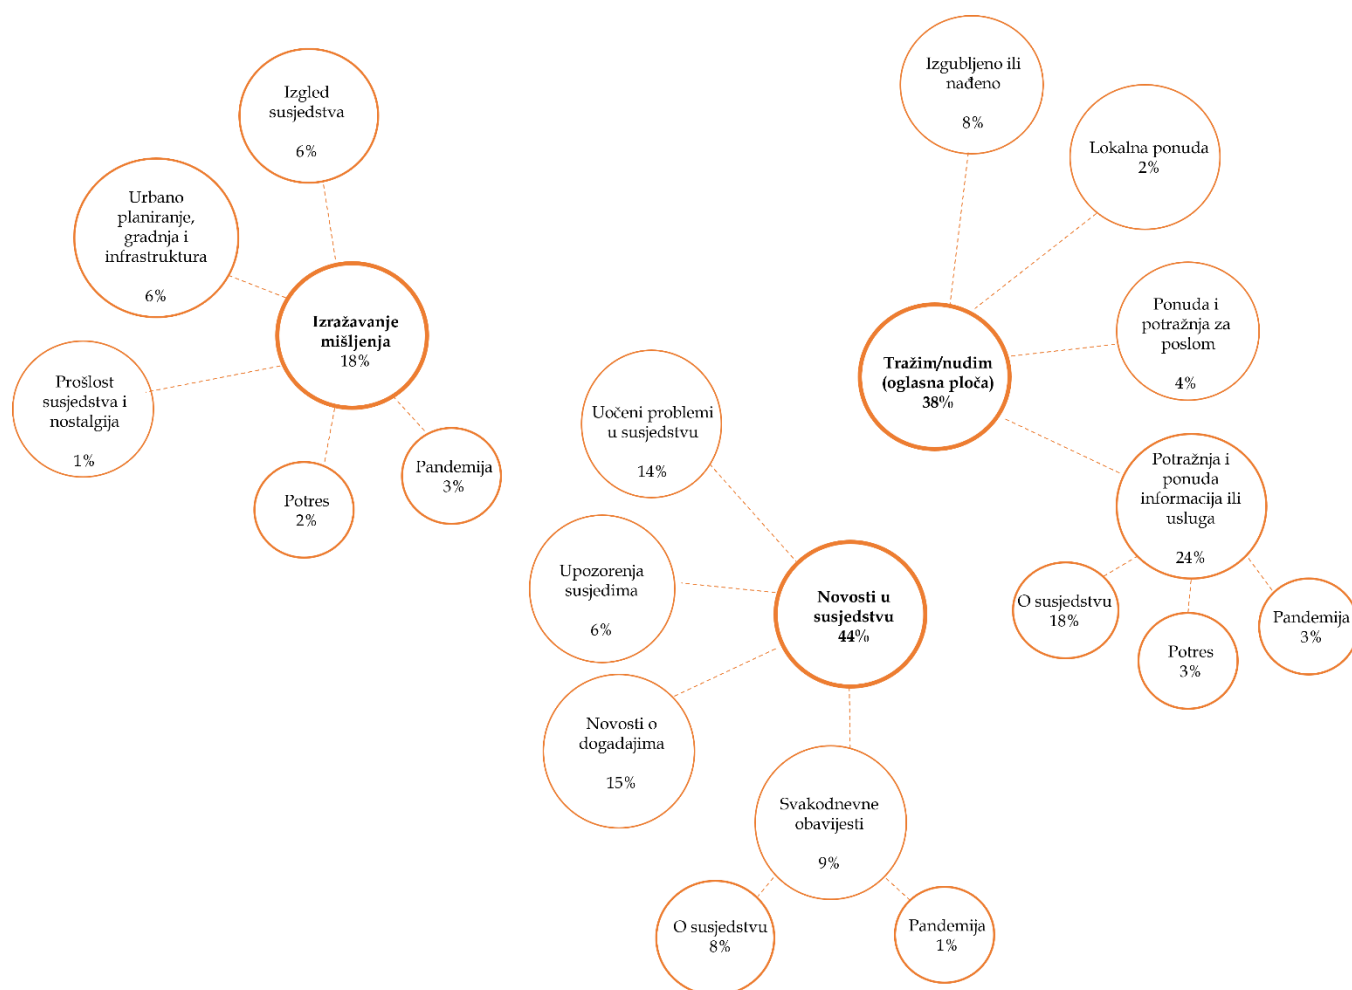 Izgled
susjedstva
6%
Urbano
planiranje,
gradnja i
infrastruktura
6%
Izražavanje
mišljenja
18%
Prošlost
susjedstva i
nostalgija
1%
Potres
2%
Pandemija
3%
Izgubljeno ili
nađeno
8%
Lokalna ponuda
2%
Ponuda i
potražnja za
poslom
4%
Tražim/nudim
(oglasna ploča)
38%
Potražnja i
ponuda
informacija ili
usluga
24%
O susjedstvu
18%
Potres
3%
Pandemija
3%
Uočeni problemi
u susjedstvu
14%
Upozorenja
susjedima
6%
Novosti u
susjedstvu
44%
Novosti o
događajima
15%
Svakodnevne
obavijesti
9%
O susjedstvu
8%
Pandemija
1%